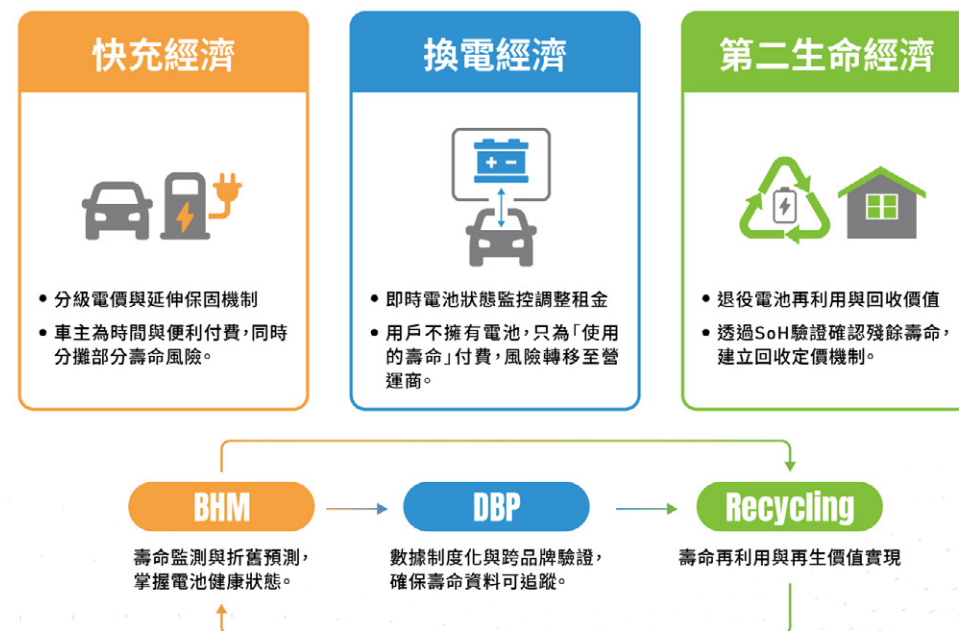 快充經濟
• 分級電價與延伸保固機制
• 車主為時間與便利付費，同時
分攤部分壽命風險。
換電經濟
• 即時電池狀態監控調整租金
• 用戶不擁有電池，只為「使用
的壽命」付費，風險轉移至營
運商。
第二生命經濟
• 退役電池再利用與回收價值
• 透過SoH驗證確認殘餘壽命，
建立回收定價機制。
BHM
壽命監測與折舊預測，
掌握電池健康狀態。
DBP
數據制度化與跨品牌驗證，
確保壽命資料可追蹤。
Recycling
壽命再利用與再生價值實現